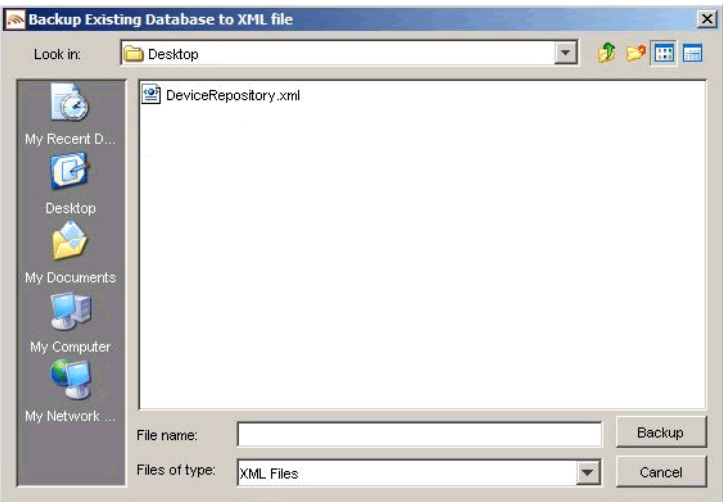 Backup Existing Database to XML file
Look in: Desktop
DeviceRepository.xml
My Recent D...
Desktop
My Documents
My Computer
My Network ...
File name: Backup
Files of type: XML Files Cancel